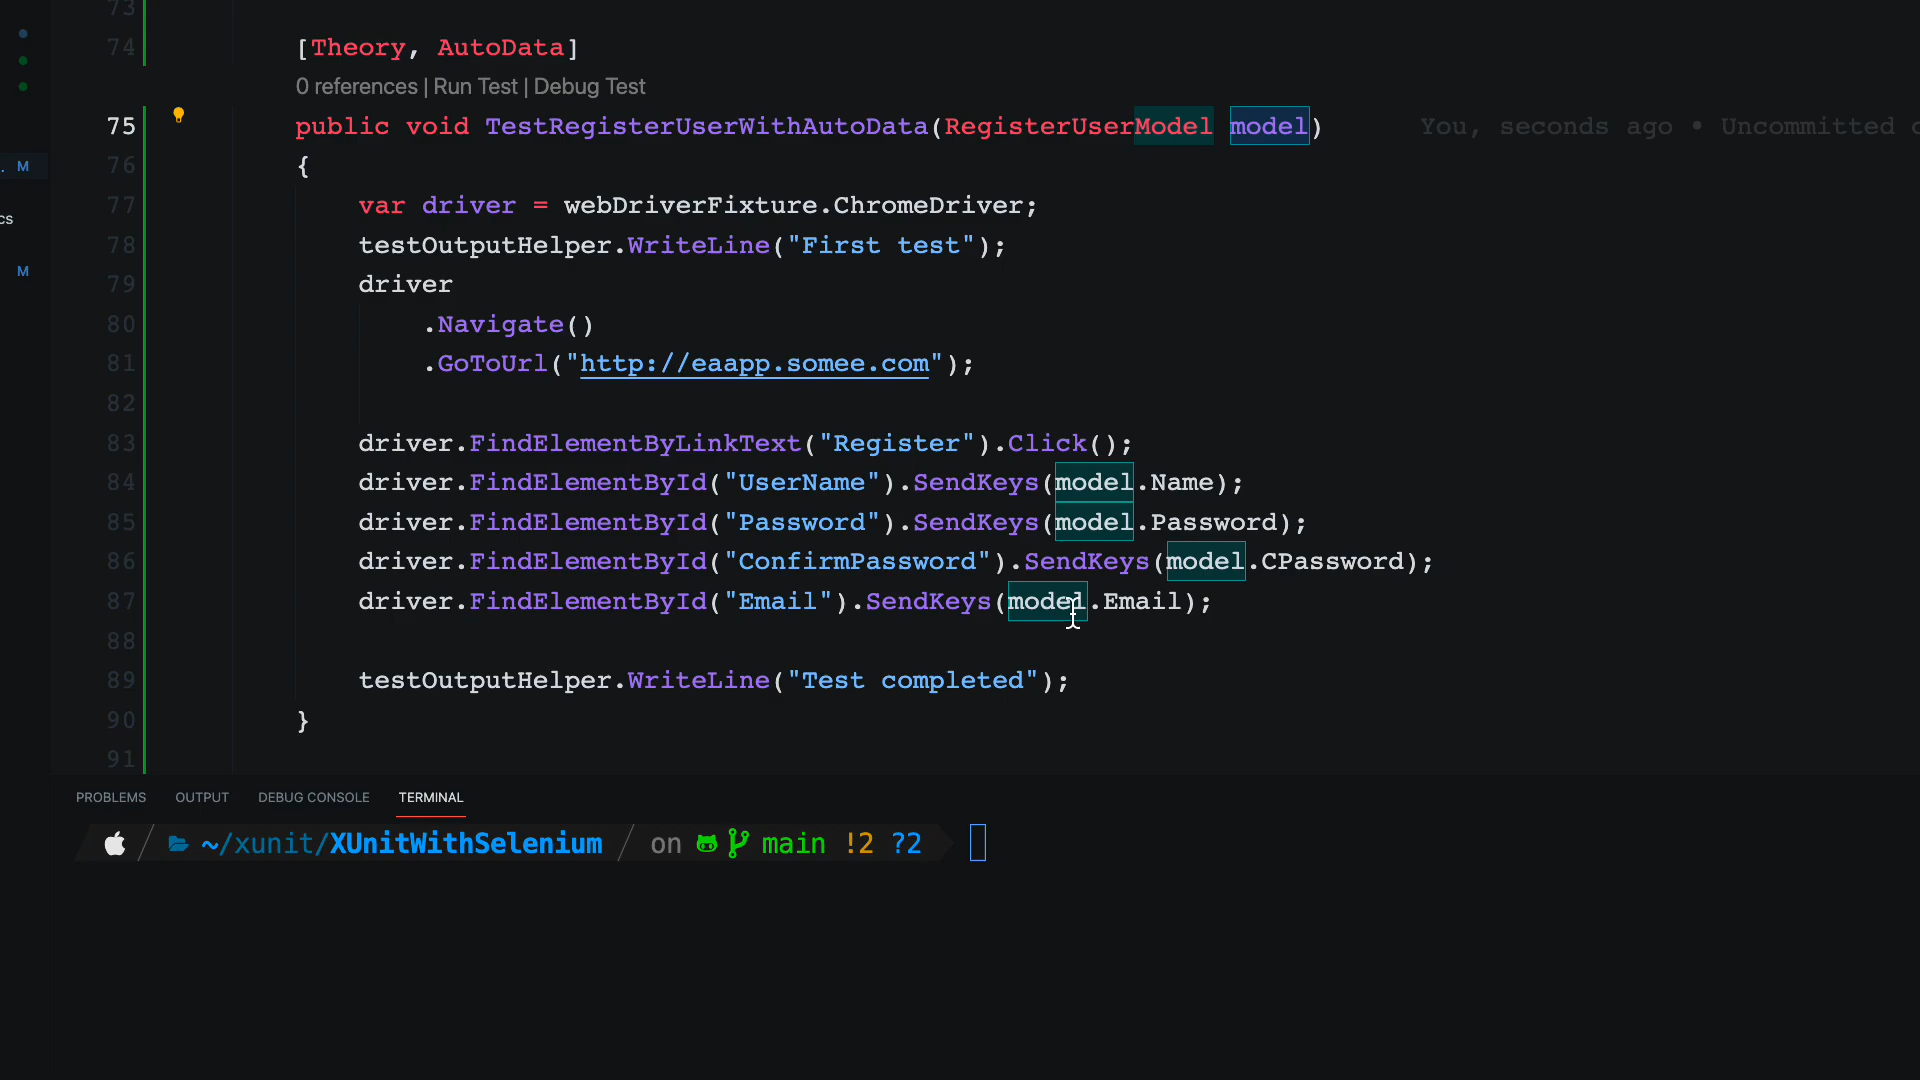 73
74 [Theory, AutoData]
0 references | Run Test | Debug Test
75 public void TestRegisterUserWithAutoData(RegisterUserModel model) You, seconds ago • Uncommitted
. M
76 {
77 var driver = webDriverFixture.ChromeDriver;
cs
78 testOutputHelper.WriteLine("First test");
M
79 driver
80 .Navigate()
81 .GoToUrl("http://eaapp.somee.com");
82
83 driver.FindElementByLinkText("Register").Click();
84 driver.FindElementById("UserName").SendKeys(model.Name);
85 driver.FindElementById("Password").SendKeys(model.Password);
86 driver.FindElementById("ConfirmPassword").SendKeys(model.CPassword);
87 driver.FindElementById("Email").SendKeys(model.Email);
88
89 testOutputHelper.WriteLine("Test completed");
90 }
91
PROBLEMS OUTPUT DEBUG CONSOLE TERMINAL
~/xunit/XUnitWithSelenium on main !2 ?2